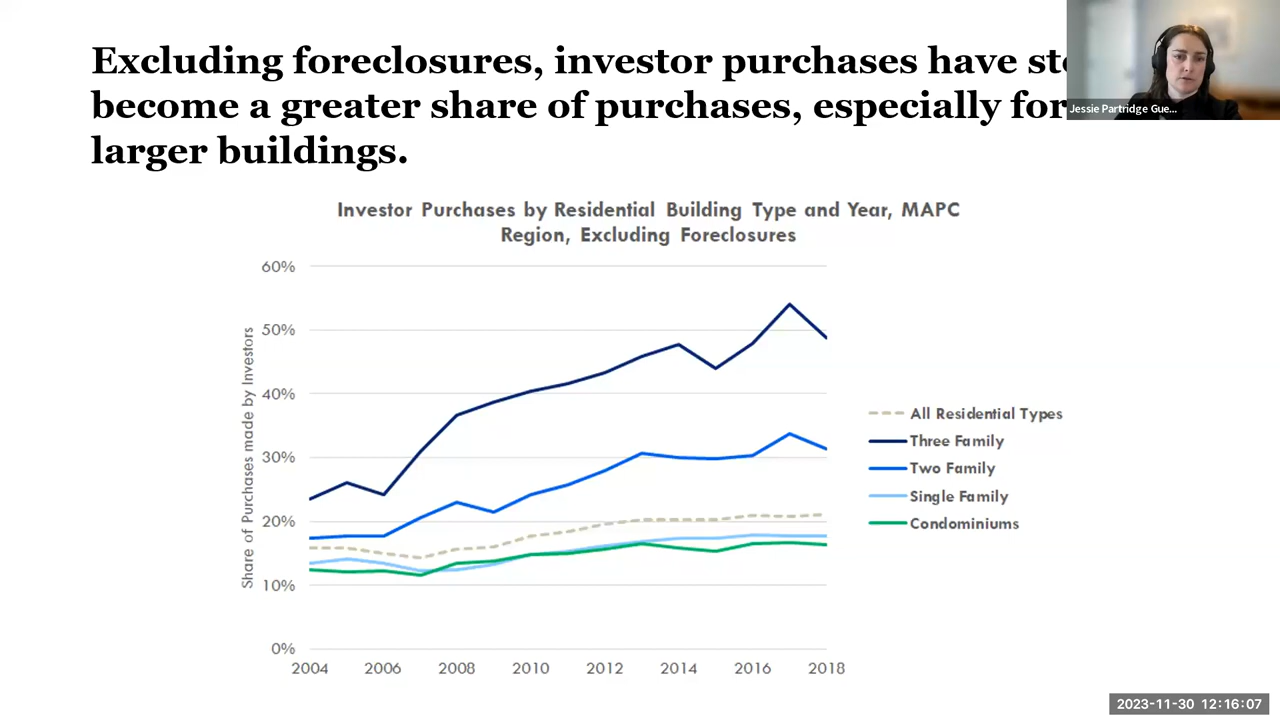 Excluding foreclosures, investor purchases have
become a greater share of purchases, especially for
larger buildings.
Jessie Partridge Gue...
Investor Purchases by Residential Building Type and Year, MAPC
Region, Excluding Foreclosures
Share of Purchases made by Investors
60%
50%
40%
30%
20%
10%
0%
2004 2006 2008 2010 2012 2014 2016 2018
All Residential Types
Three Family
Two Family
Single Family
Condominiums
2023-11-30 12:16:07